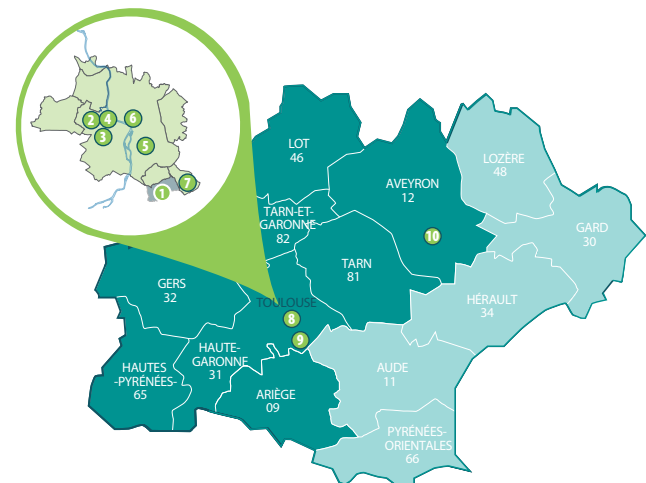 2
4
6
3
5
1
7
LOT
46
LOZÈRE
48
AVEYRON
12
TARN-ET-
GARONNE
82
10
GARD
30
TARN
81
GERS
32
TOULOUSE
8
HÉRAULT
34
9
HAUTE-
GARONNE
31
HAUTES
-PYRÉNÉES-
65
AUDE
11
ARIÈGE
09
PYRÉNÉES-
ORIENTALES
66